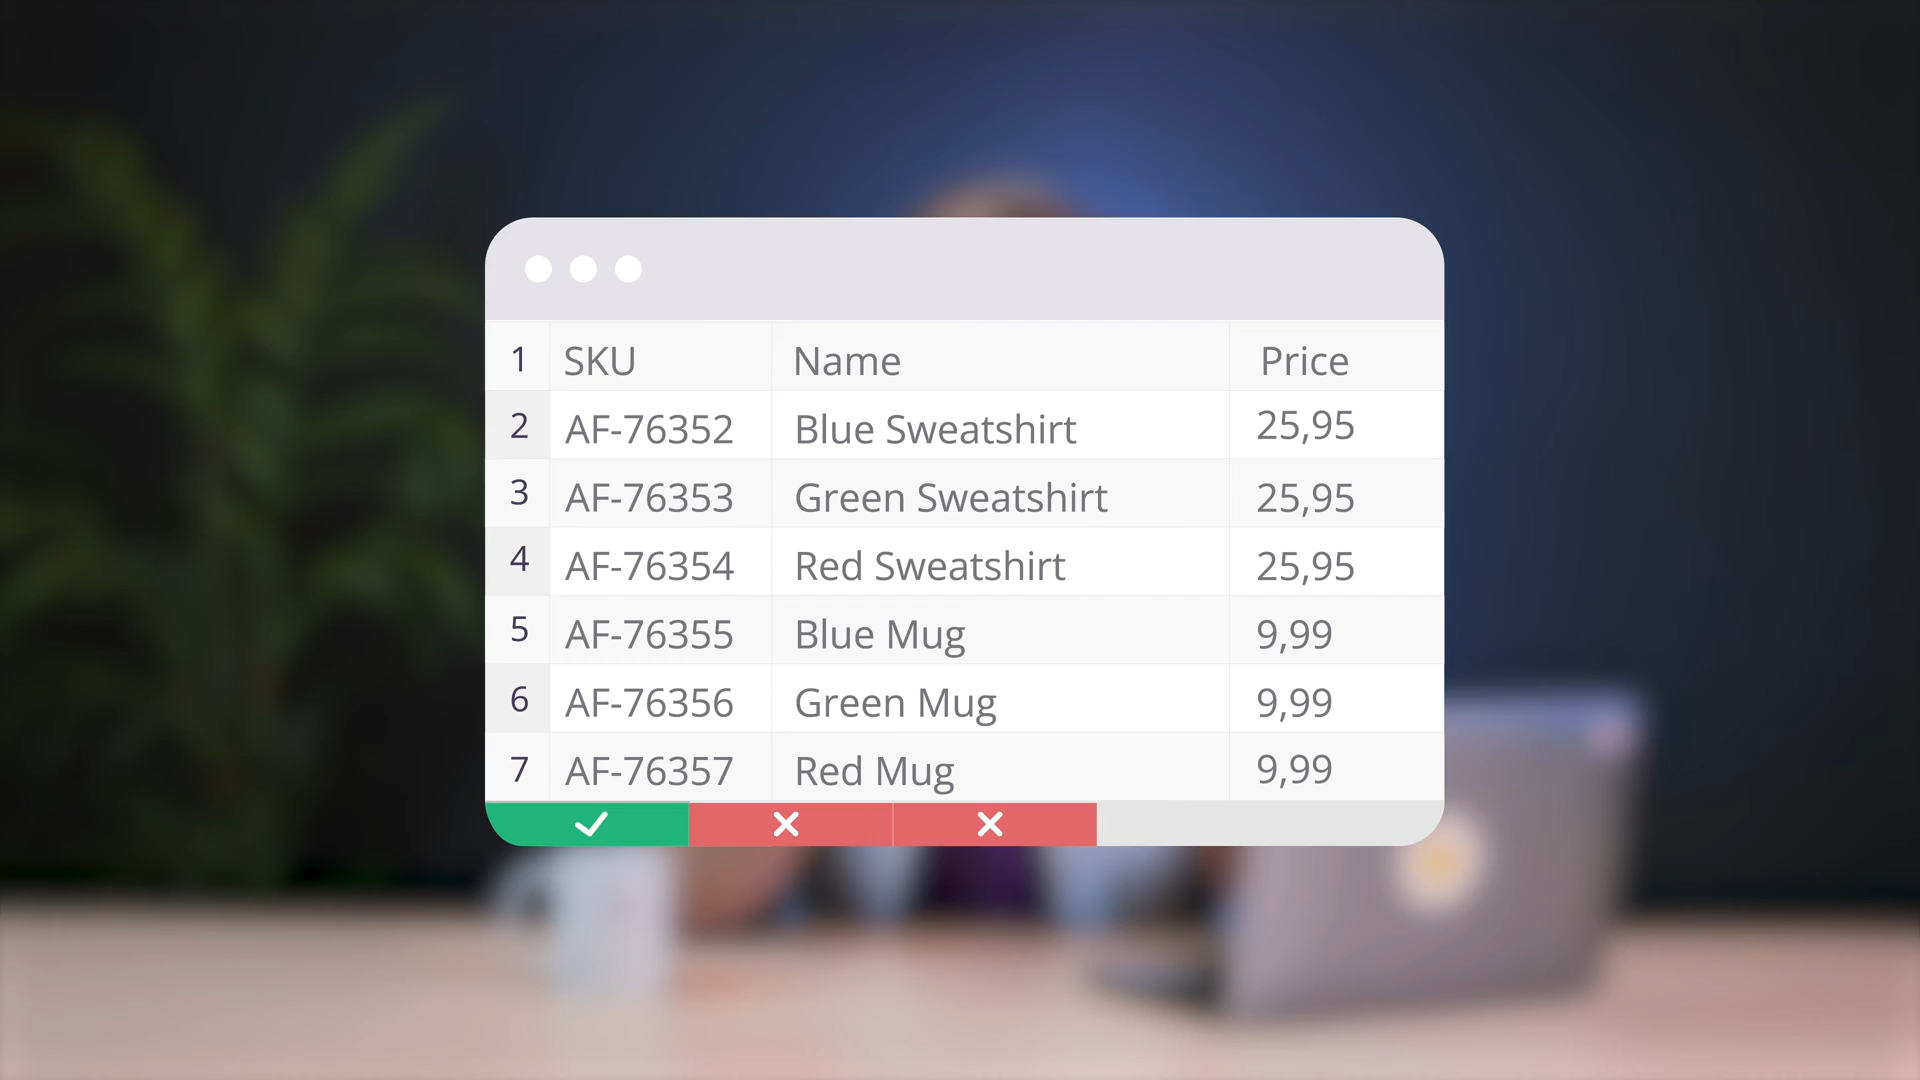 1 SKU Name Price
2 AF-76352 Blue Sweatshirt 25,95
3 AF-76353 Green Sweatshirt 25,95
4 AF-76354 Red Sweatshirt 25,95
5 AF-76355 Blue Mug 9,99
6 AF-76356 Green Mug 9,99
7 AF-76357 Red Mug 9,99